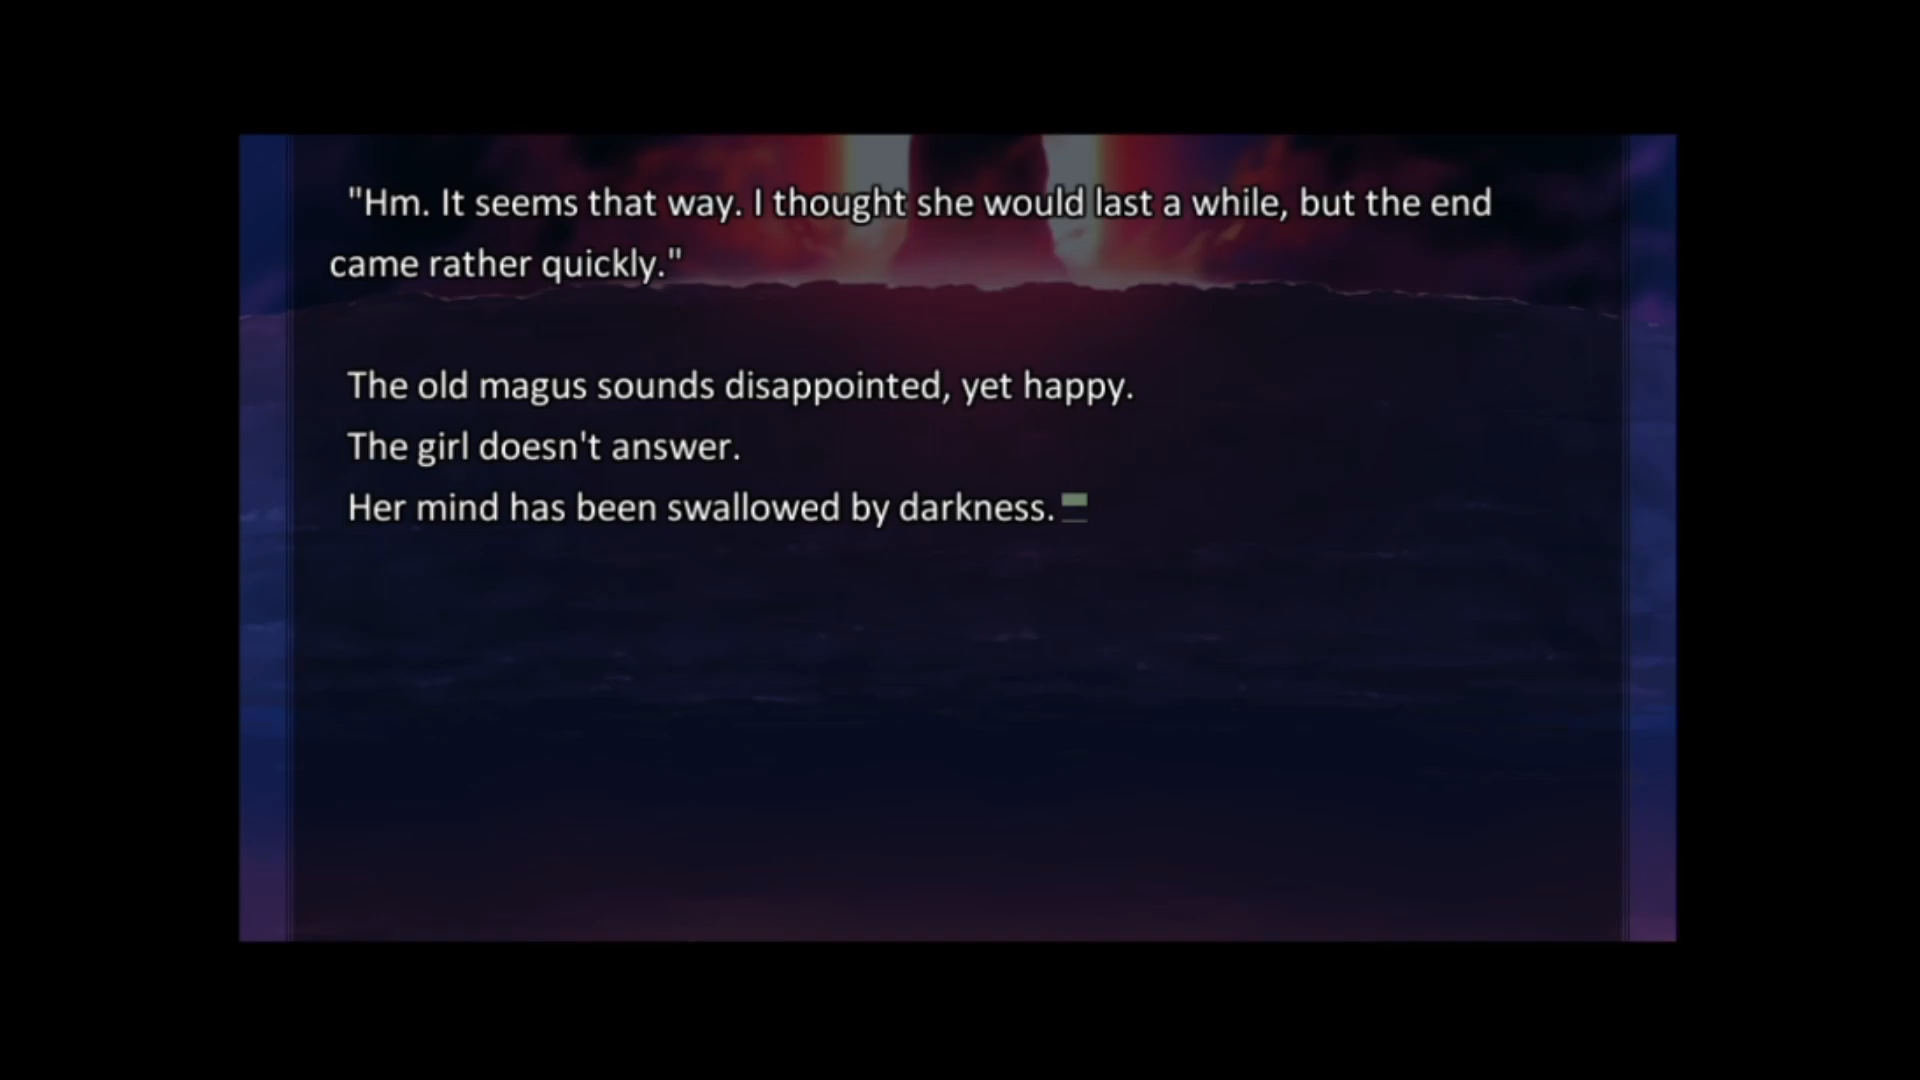 "Hm. It seems that way. I thought she would last a while, but the end
came rather quickly."
The old magus sounds disappointed, yet happy.
The girl doesn't answer.
Her mind has been swallowed by darkness.